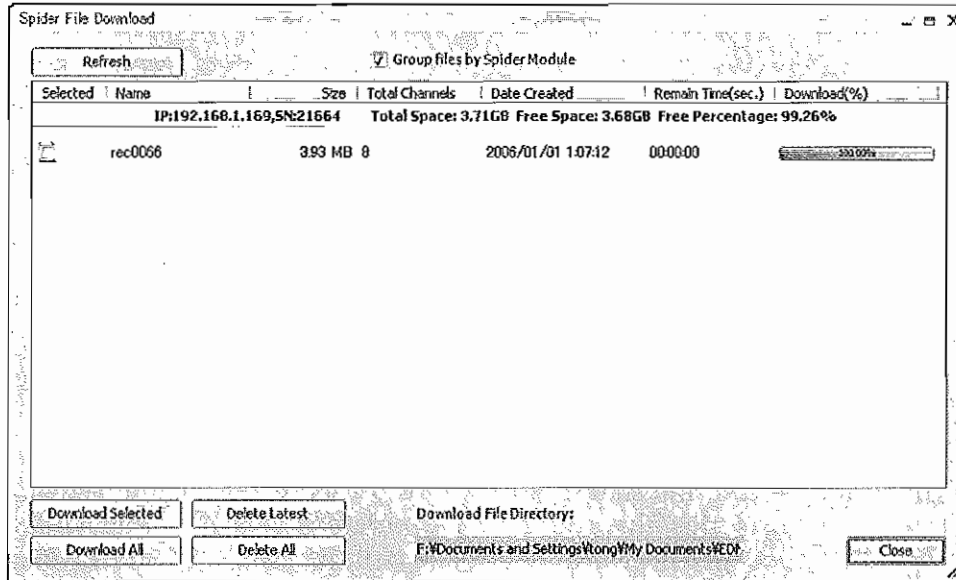 Spider File Download
Refresh
Group files by Spider Module
Selected Name Size Total Channels Date Created Remain Time(sec.) Download(%)
IP:192.168.1.169,SN:21664 Total Space: 3.71GB Free Space: 3.68GB Free Percentage: 99.26%
rec0066 3.93 MB 8 2006/01/01 1:07:12 00:00:00 100.00%
Download Selected
Delete Latest
Download File Directory:
Download All
Delete All
F:¥Documents and Settings¥tong¥My Documents¥EDM
Close